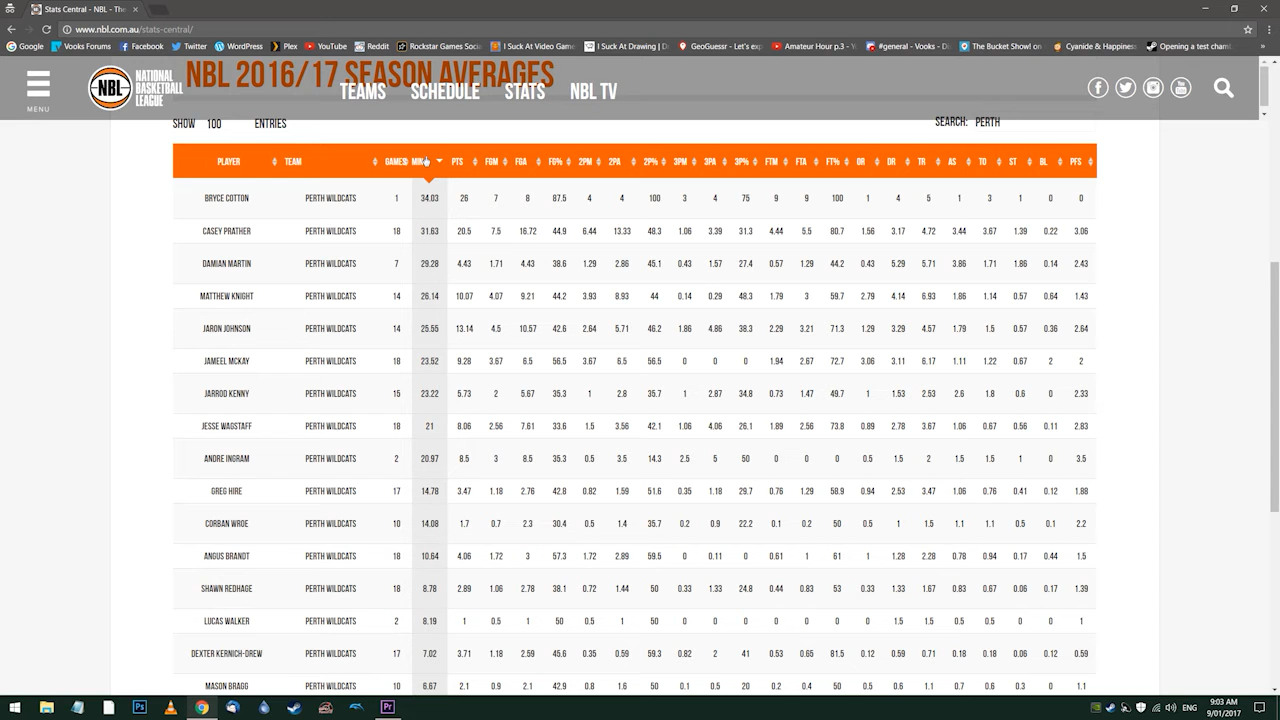 Stats Central - The
www.nbl.com.au/stats-central/
Google Vooks Forums Facebook Twitter WordPress Plex YouTube Reddit Rockstar Games Soci I Suck At Video Game I Suck At Drawing | GeoGuessr - Let's exp Amateur Hour p.3 - V #general - Vooks - Di The Bucket Show! on Cyanide & Happiness Opening a test cham
NBL 2016/17 SEASON AVERAGES
MENU NBL NATIONAL BASKETBALL LEAGUE TEAMS SCHEDULE STATS NBL TV
SHOW 100 ENTRIES SEARCH: PERTH
PLAYER TEAM GAMES PTS FGM FGA FG% 2PM 2PA 2P% 3PM 3PA 3P% FTM FTA FT% OR DR TR AS TO ST BL PFS
BRYCE COTTON PERTH WILDCATS 1 34.03 26 7 8 87.5 4 4 100 3 4 75 9 9 100 1 4 5 1 3 1 0 0
CASEY PRATHER PERTH WILDCATS 18 31.63 20.5 7.5 16.72 44.9 6.44 13.33 48.3 1.06 3.39 31.3 4.44 5.5 80.7 1.56 3.17 4.72 3.44 3.67 1.39 0.22 3.06
DAMIAN MARTIN PERTH WILDCATS 7 29.28 4.43 1.71 4.43 38.6 1.29 2.86 45.1 0.43 1.57 27.4 0.57 1.29 44.2 0.43 5.29 5.71 3.86 1.71 1.86 0.14 2.43
MATTHEW KNIGHT PERTH WILDCATS 14 26.14 10.07 4.07 9.21 44.2 3.93 8.93 44 0.14 0.29 48.3 1.79 3 59.7 2.79 4.14 6.93 1.86 1.14 0.57 0.64 1.43
JARON JOHNSON PERTH WILDCATS 14 25.55 13.14 4.5 10.57 42.6 2.64 5.71 46.2 1.86 4.86 38.3 2.29 3.21 71.3 1.29 3.29 4.57 1.79 1.5 0.57 0.36 2.64
JAMEEL MCKAY PERTH WILDCATS 18 23.52 9.28 3.67 6.5 56.5 3.67 6.5 56.5 0 0 0 1.94 2.67 72.7 3.06 3.11 6.17 1.11 1.22 0.67 2 2
JARROD KENNY PERTH WILDCATS 15 23.22 5.73 2 5.67 35.3 1 2.8 35.7 1 2.87 34.8 0.73 1.47 49.7 1 1.53 2.53 2.6 1.8 0.6 0 2.33
JESSE WAGSTAFF PERTH WILDCATS 18 21 8.06 2.56 7.61 33.6 1.5 3.56 42.1 1.06 4.06 26.1 1.89 2.56 73.8 0.89 2.78 3.67 1.06 0.67 0.56 0.11 2.83
ANDRE INGRAM PERTH WILDCATS 2 20.97 8.5 3 8.5 35.3 0.5 3.5 14.3 2.5 5 50 0 0 0 0.5 1.5 2 1.5 1.5 1 0 3.5
GREG HIRE PERTH WILDCATS 17 14.78 3.47 1.18 2.76 42.8 0.82 1.59 51.6 0.35 1.18 29.7 0.76 1.29 58.9 0.94 2.53 3.47 1.06 0.76 0.41 0.12 1.88
CORBAN WROE PERTH WILDCATS 10 14.08 1.7 0.7 2.3 30.4 0.5 1.4 35.7 0.2 0.9 22.2 0.1 0.2 50 0.5 1 1.5 1.1 1.1 0.5 0.1 2.2
ANGUS BRANDT PERTH WILDCATS 18 10.64 4.06 1.72 3 57.3 1.72 2.89 59.5 0 0.11 0 0.61 1 61 1 1.28 2.28 0.78 0.94 0.17 0.44 1.5
SHAWN REDHAGE PERTH WILDCATS 18 8.78 2.89 1.06 2.78 38.1 0.72 1.44 50 0.33 1.33 24.8 0.44 0.83 53 0.33 1.33 1.67 0.83 0.67 0.06 0.17 1.39
LUCAS WALKER PERTH WILDCATS 2 8.19 1 0.5 1 50 0.5 1 50 0 0 0 0 0 0 0 1.5 1.5 0.5 0.5 0 0 1
DEXTER KERNICH-DREW PERTH WILDCATS 17 7.02 3.71 1.18 2.59 45.6 0.35 0.59 59.3 0.82 2 41 0.53 0.65 81.5 0.12 0.59 0.71 0.18 0.18 0.06 0.12 0.59
MASON BRAGG PERTH WILDCATS 10 6.67 2.1 0.9 2.1 42.9 0.8 1.6 50 0.1 0.5 20 0.2 0.4 50 0.5 0.6 1.1 0.7 0.6 0.3 0 1.1
9:03 AM
9/01/2017